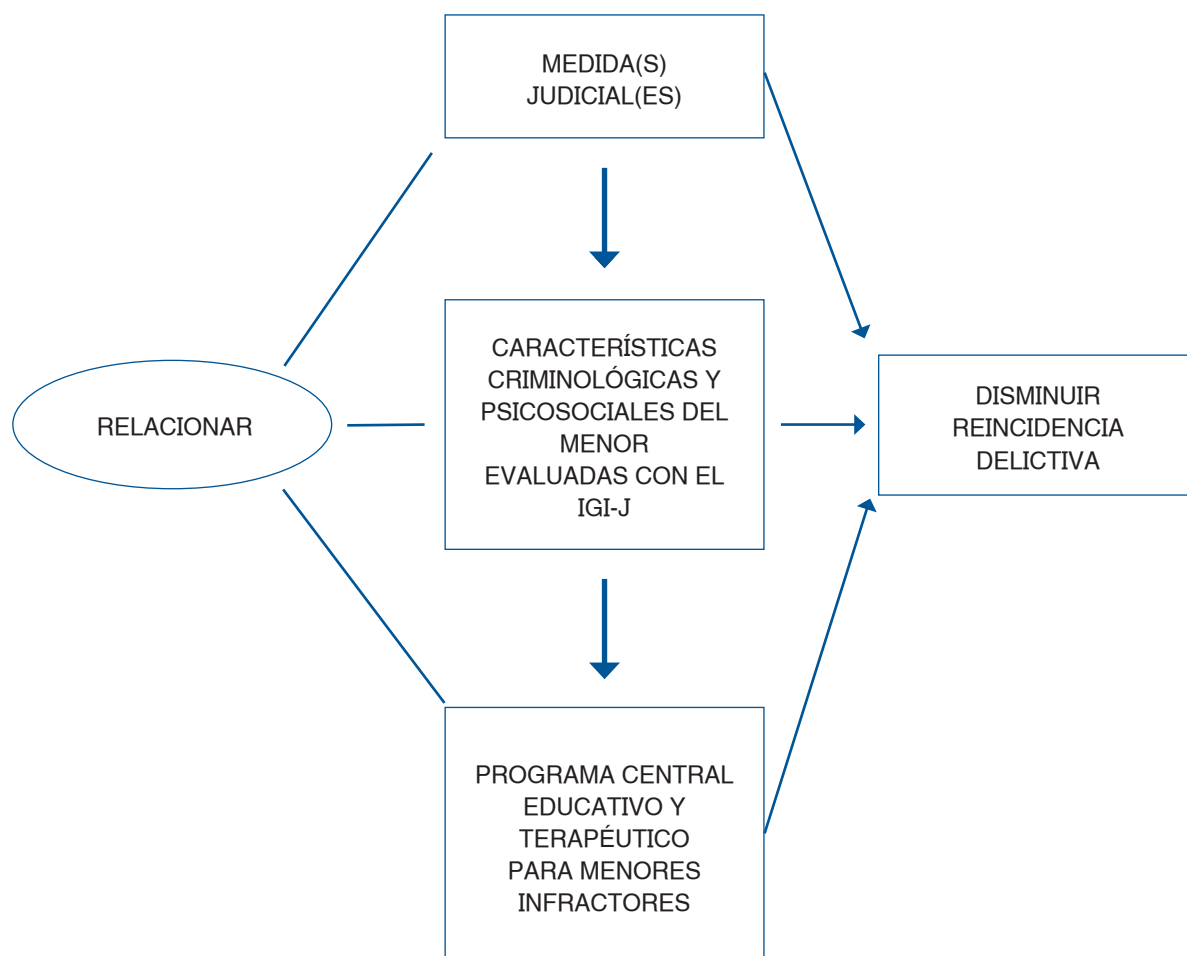 MEDIDA(S)
JUDICIAL(ES)
CARACTERÍSTICAS
CRIMINOLÓGICAS Y
PSICOSOCIALES DEL
MENOR
EVALUADAS CON EL
IGI-J
RELACIONAR
DISMINUIR
REINCIDENCIA
DELICTIVA
PROGRAMA CENTRAL
EDUCATIVO Y
TERAPÉUTICO
PARA MENORES
INFRACTORES